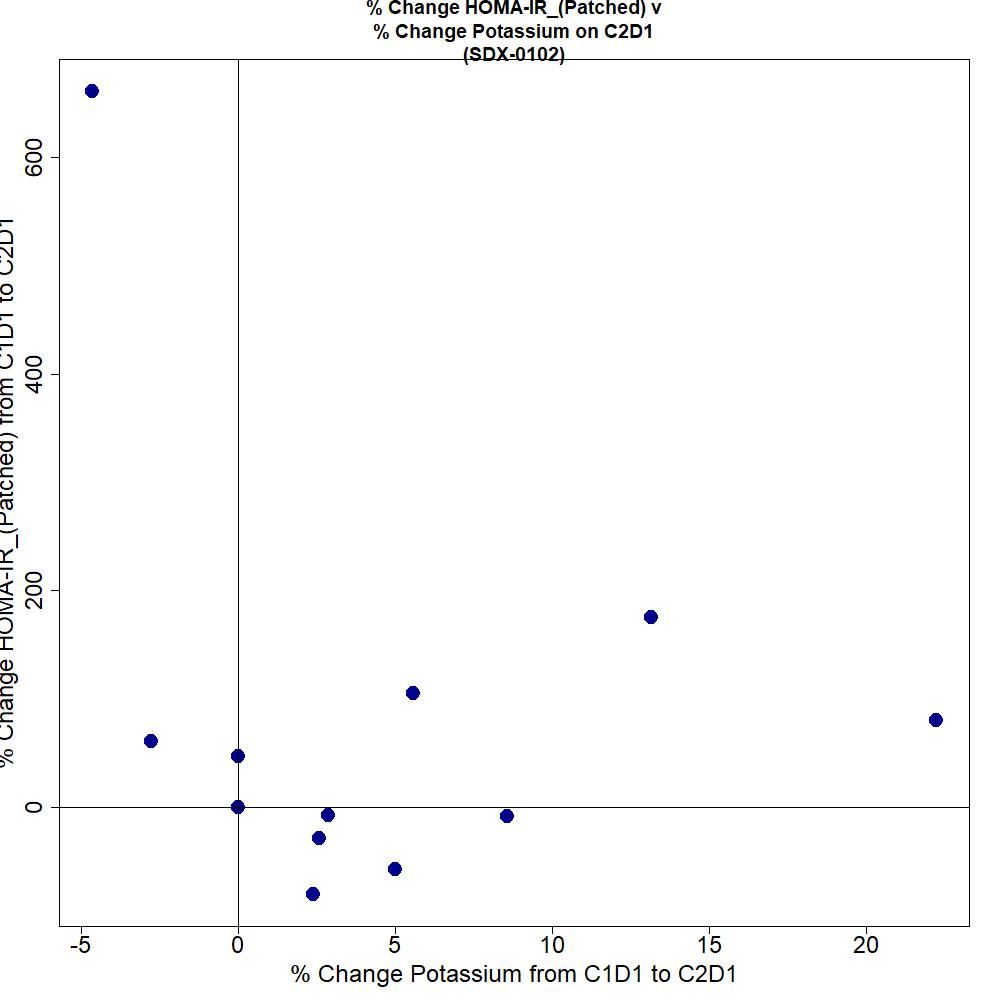 % Change HOMA-IR_(Patched) v
% Change Potassium on C2D1
(SDX-0102)
% Change HOMA-IR_(Patched) from C1D1 to C2D1
600
400
200
0
-5 0 5 10 15 20
% Change Potassium from C1D1 to C2D1